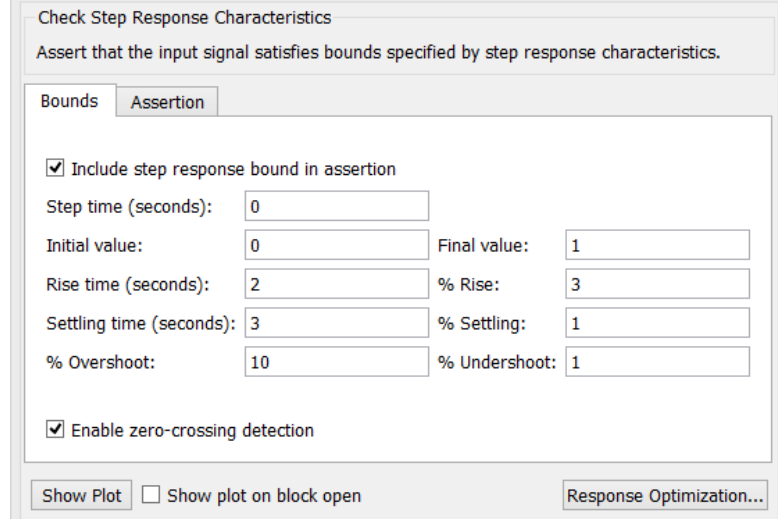 Check Step Response Characteristics
Assert that the input signal satisfies bounds specified by step response characteristics.
Bounds Assertion
Include step response bound in assertion
Step time (seconds): 0
Initial value: 0 Final value: 1
Rise time (seconds): 2 % Rise: 3
Settling time (seconds): 3 % Settling: 1
% Overshoot: 10 % Undershoot: 1
Enable zero-crossing detection
Show Plot Show plot on block open Response Optimization...